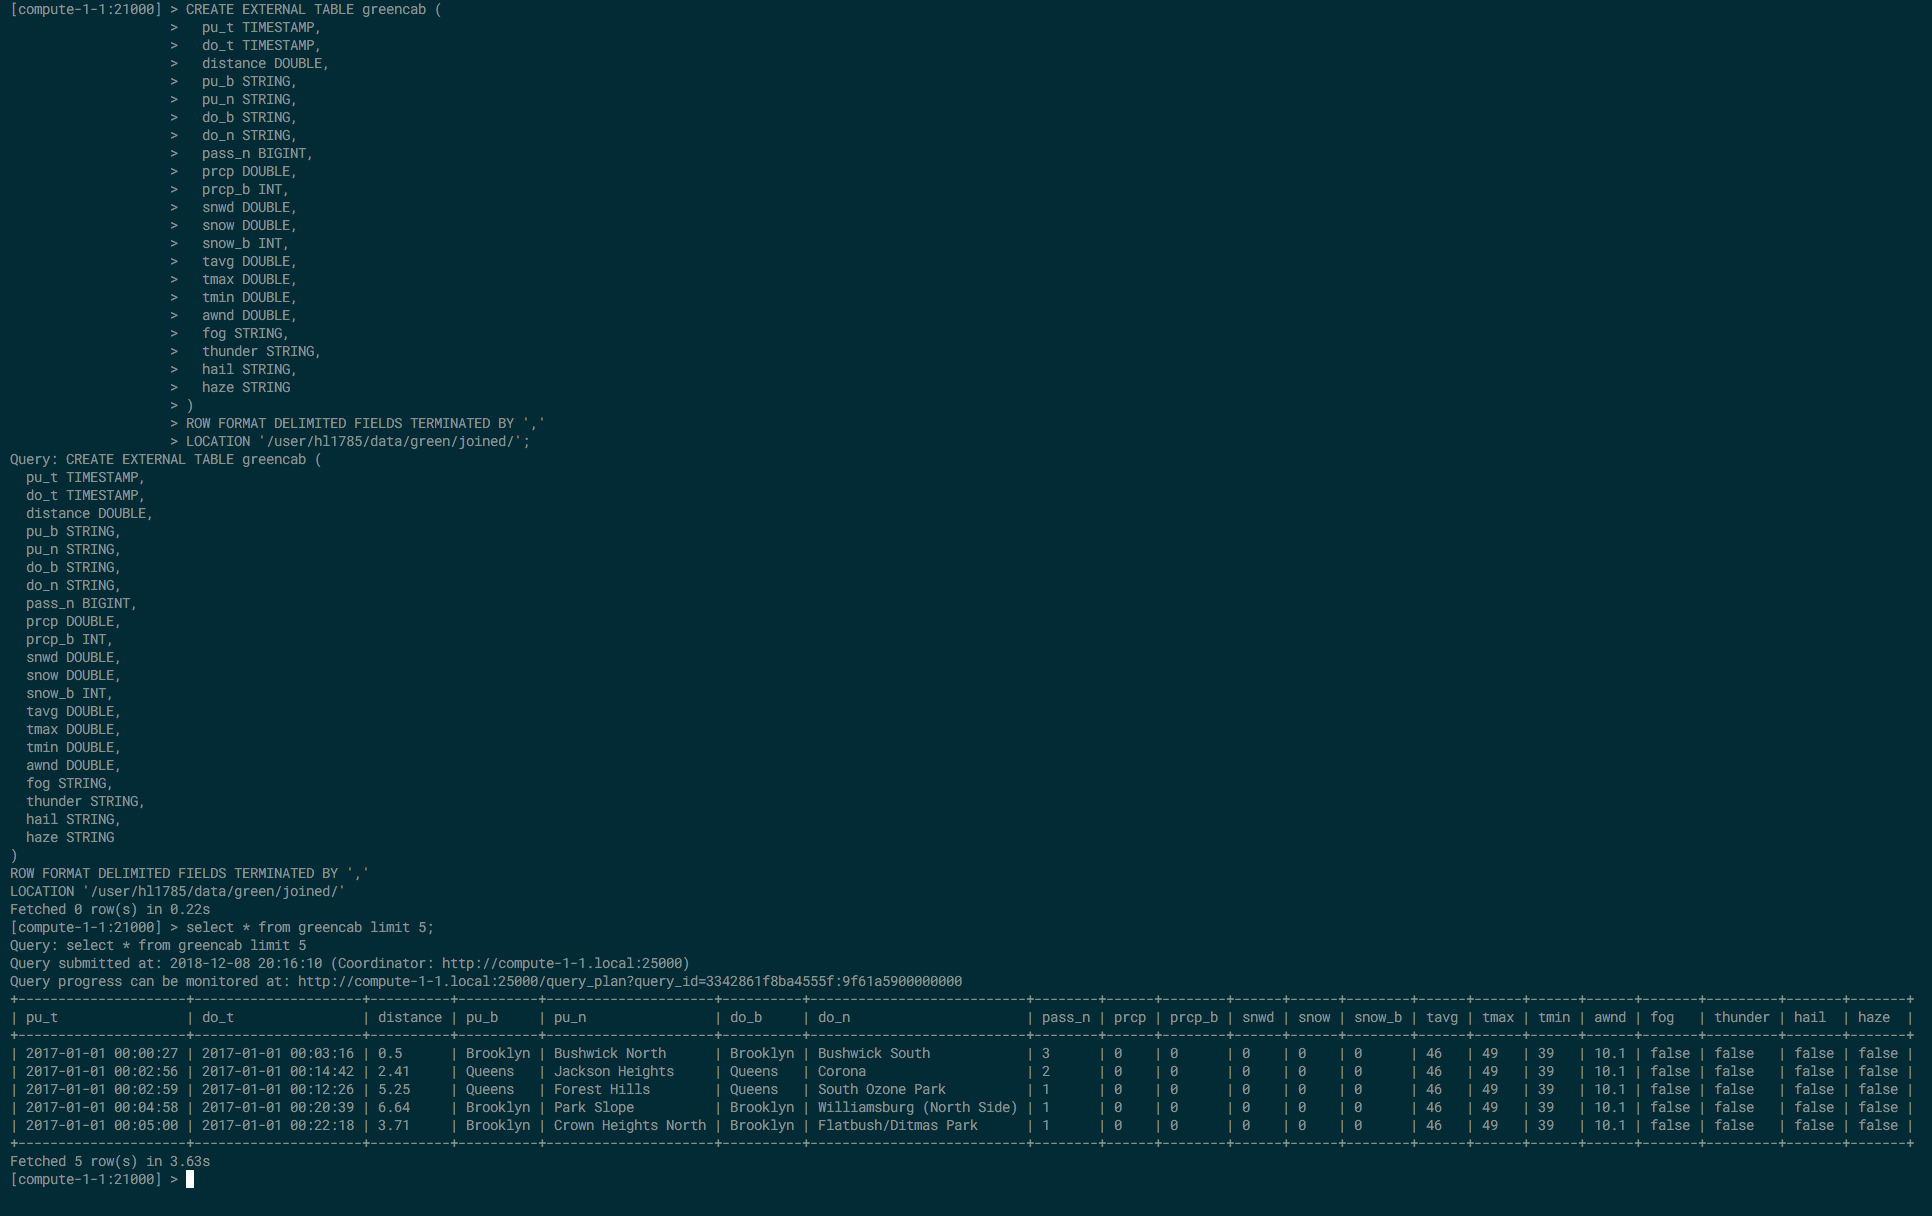 [compute-1-1:21000] > CREATE EXTERNAL TABLE greencab (
                    >   pu_t TIMESTAMP,
                    >   do_t TIMESTAMP,
                    >   distance DOUBLE,
                    >   pu_b STRING,
                    >   pu_n STRING,
                    >   do_b STRING,
                    >   do_n STRING,
                    >   pass_n BIGINT,
                    >   prcp DOUBLE,
                    >   prcp_b INT,
                    >   snwd DOUBLE,
                    >   snow DOUBLE,
                    >   snow_b INT,
                    >   tavg DOUBLE,
                    >   tmax DOUBLE,
                    >   tmin DOUBLE,
                    >   awnd DOUBLE,
                    >   fog STRING,
                    >   thunder STRING,
                    >   hail STRING,
                    >   haze STRING
                    > )
                    > ROW FORMAT DELIMITED FIELDS TERMINATED BY ','
                    > LOCATION '/user/hl1785/data/green/joined/';
Query: CREATE EXTERNAL TABLE greencab (
  pu_t TIMESTAMP,
  do_t TIMESTAMP,
  distance DOUBLE,
  pu_b STRING,
  pu_n STRING,
  do_b STRING,
  do_n STRING,
  pass_n BIGINT,
  prcp DOUBLE,
  prcp_b INT,
  snwd DOUBLE,
  snow DOUBLE,
  snow_b INT,
  tavg DOUBLE,
  tmax DOUBLE,
  tmin DOUBLE,
  awnd DOUBLE,
  fog STRING,
  thunder STRING,
  hail STRING,
  haze STRING
)
ROW FORMAT DELIMITED FIELDS TERMINATED BY ','
LOCATION '/user/hl1785/data/green/joined/'
Fetched 0 row(s) in 0.22s
[compute-1-1:21000] > select * from greencab limit 5;
Query: select * from greencab limit 5
Query submitted at: 2018-12-08 20:16:10 (Coordinator: http://compute-1-1.local:25000)
Query progress can be monitored at: http://compute-1-1.local:25000/query_plan?query_id=3342861f8ba4555f:9f61a5900000000
+---------------------+---------------------+----------+----------+---------------------+----------+---------------------------+--------+------+--------+------+------+--------+------+------+------+------+-------+---------+-------+-------+
| pu_t                | do_t                | distance | pu_b     | pu_n                | do_b     | do_n                      | pass_n | prcp | prcp_b | snwd | snow | snow_b | tavg | tmax | tmin | awnd | fog   | thunder | hail  | haze  |
+---------------------+---------------------+----------+----------+---------------------+----------+---------------------------+--------+------+--------+------+------+--------+------+------+------+------+-------+---------+-------+-------+
| 2017-01-01 00:00:27 | 2017-01-01 00:03:16 | 0.5      | Brooklyn | Bushwick North      | Brooklyn | Bushwick South            | 3      | 0    | 0      | 0    | 0    | 0      | 46   | 49   | 39   | 10.1 | false | false   | false | false |
| 2017-01-01 00:02:56 | 2017-01-01 00:14:42 | 2.41     | Queens   | Jackson Heights     | Queens   | Corona                    | 2      | 0    | 0      | 0    | 0    | 0      | 46   | 49   | 39   | 10.1 | false | false   | false | false |
| 2017-01-01 00:02:59 | 2017-01-01 00:12:26 | 5.25     | Queens   | Forest Hills        | Queens   | South Ozone Park          | 1      | 0    | 0      | 0    | 0    | 0      | 46   | 49   | 39   | 10.1 | false | false   | false | false |
| 2017-01-01 00:04:58 | 2017-01-01 00:20:39 | 6.64     | Brooklyn | Park Slope          | Brooklyn | Williamsburg (North Side) | 1      | 0    | 0      | 0    | 0    | 0      | 46   | 49   | 39   | 10.1 | false | false   | false | false |
| 2017-01-01 00:05:00 | 2017-01-01 00:22:18 | 3.71     | Brooklyn | Crown Heights North | Brooklyn | Flatbush/Ditmas Park      | 1      | 0    | 0      | 0    | 0    | 0      | 46   | 49   | 39   | 10.1 | false | false   | false | false |
+---------------------+---------------------+----------+----------+---------------------+----------+---------------------------+--------+------+--------+------+------+--------+------+------+------+------+-------+---------+-------+-------+
Fetched 5 row(s) in 3.63s
[compute-1-1:21000] >